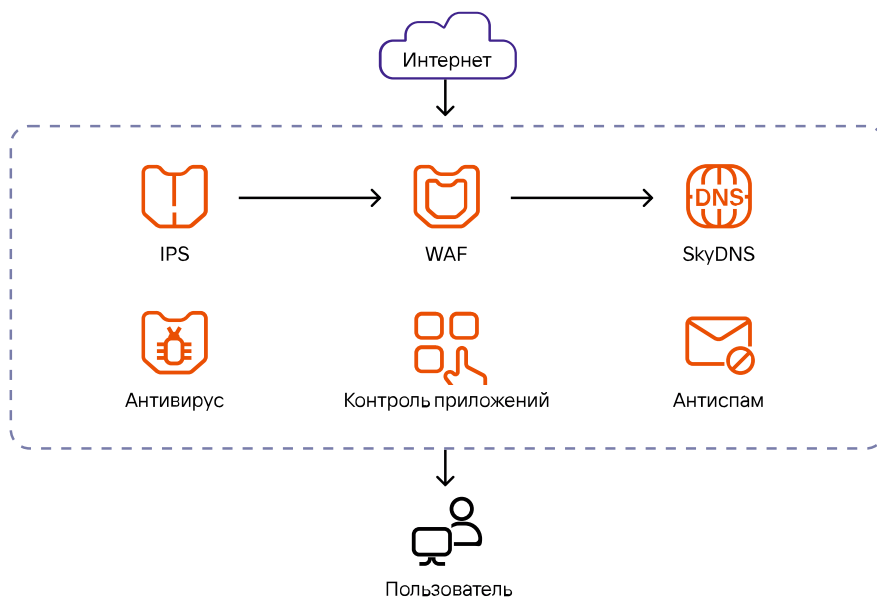 Интернет
DNS
IPS
WAF
SkyDNS
Антивирус
Контроль приложений
Антиспам
Пользователь